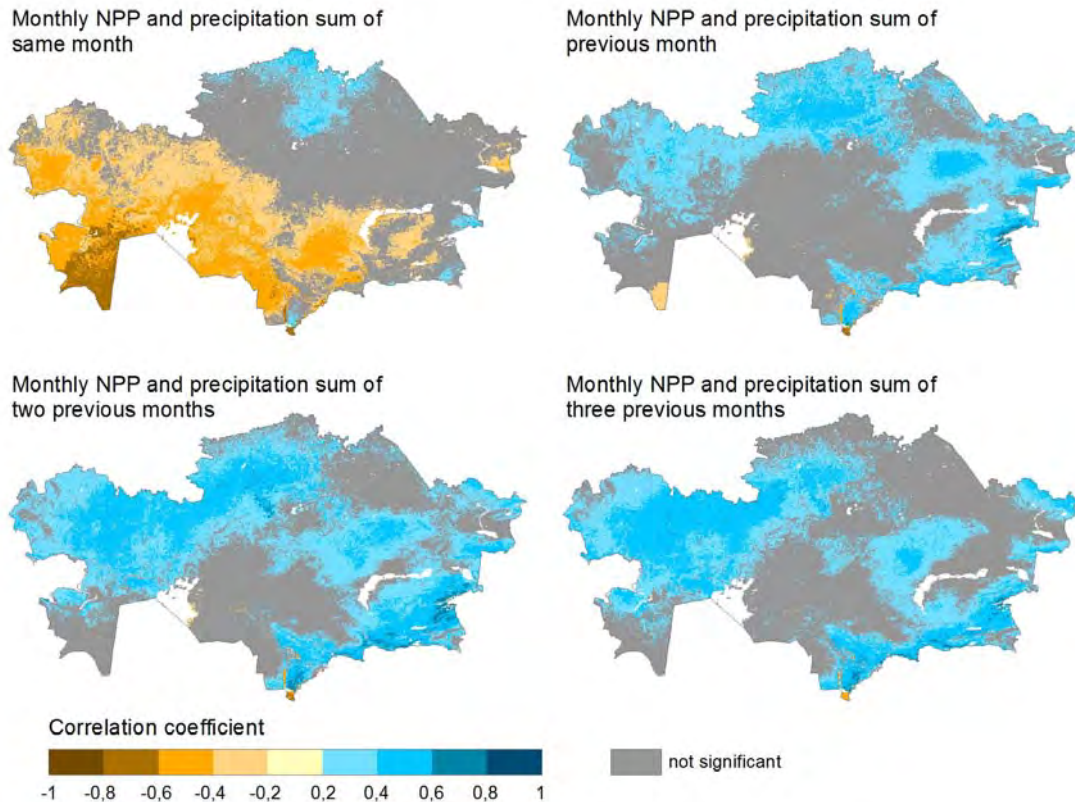 Monthly NPP and precipitation sum of
same month
Monthly NPP and precipitation sum of
previous month
Monthly NPP and precipitation sum of
two previous months
Monthly NPP and precipitation sum of
three previous months
Correlation coefficient
-1 -0,8 -0,6 -0,4 -0,2 0,2 0,4 0,6 0,8 1
not significant